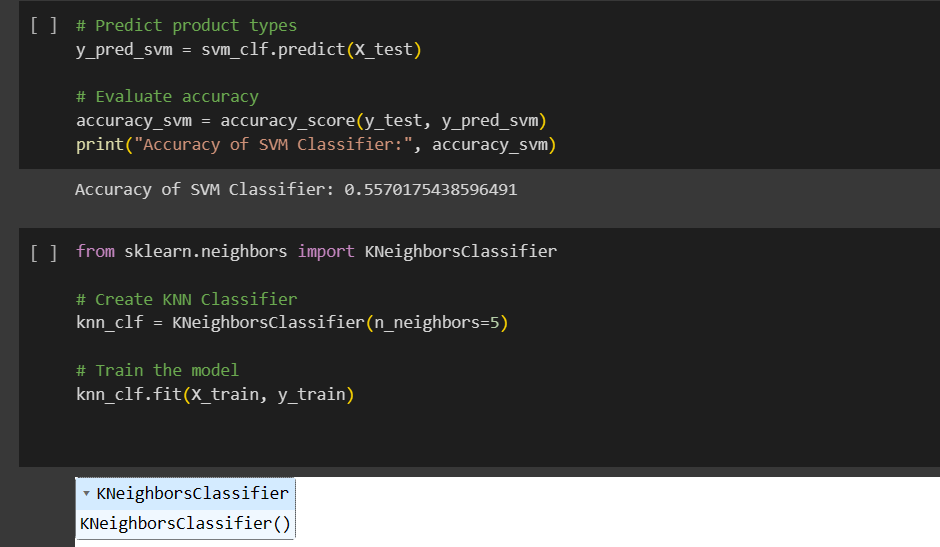 [ ] # Predict product types
y_pred_svm = svm_clf.predict(X_test)
# Evaluate accuracy
accuracy_svm = accuracy_score(y_test, y_pred_svm)
print("Accuracy of SVM Classifier:", accuracy_svm)
Accuracy of SVM Classifier: 0.5570175438596491
[ ] from sklearn.neighbors import KNeighborsClassifier
# Create KNN Classifier
knn_clf = KNeighborsClassifier(n_neighbors=5)
# Train the model
knn_clf.fit(X_train, y_train)
▾ KNeighborsClassifier
KNeighborsClassifier()